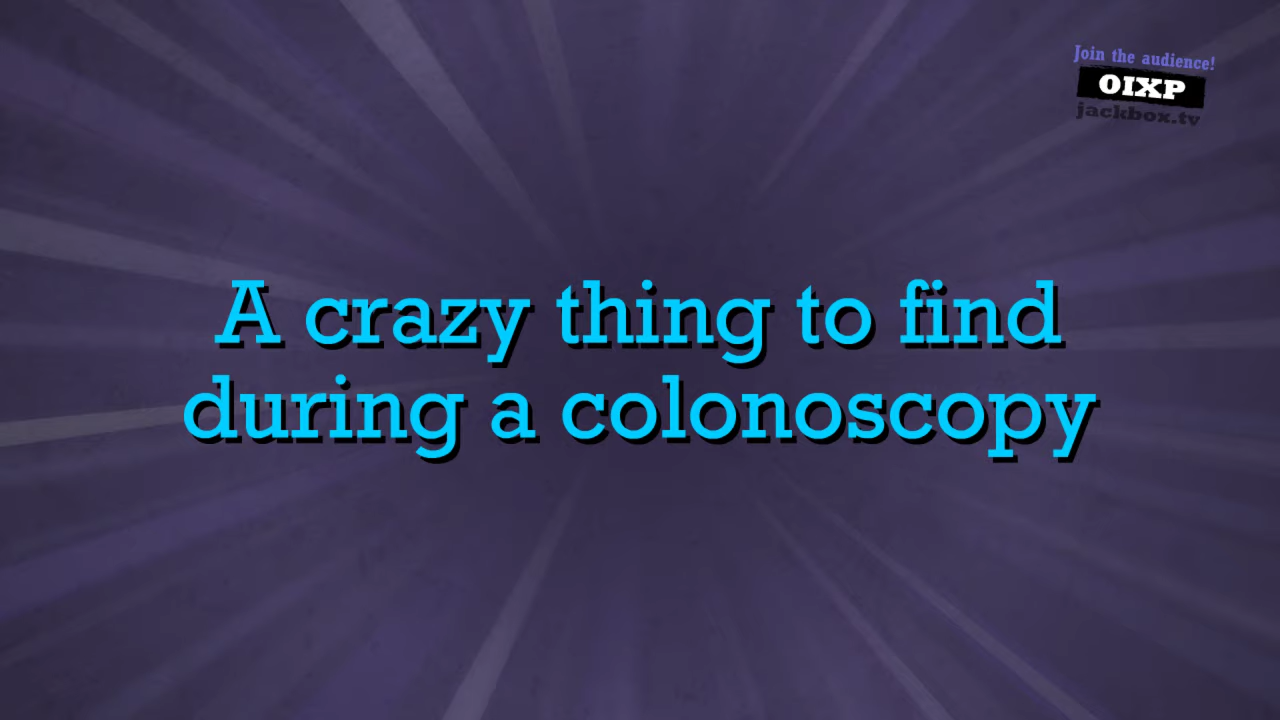 Join the audience!
OIXP
jackbox.tv
A crazy thing to find
during a colonoscopy